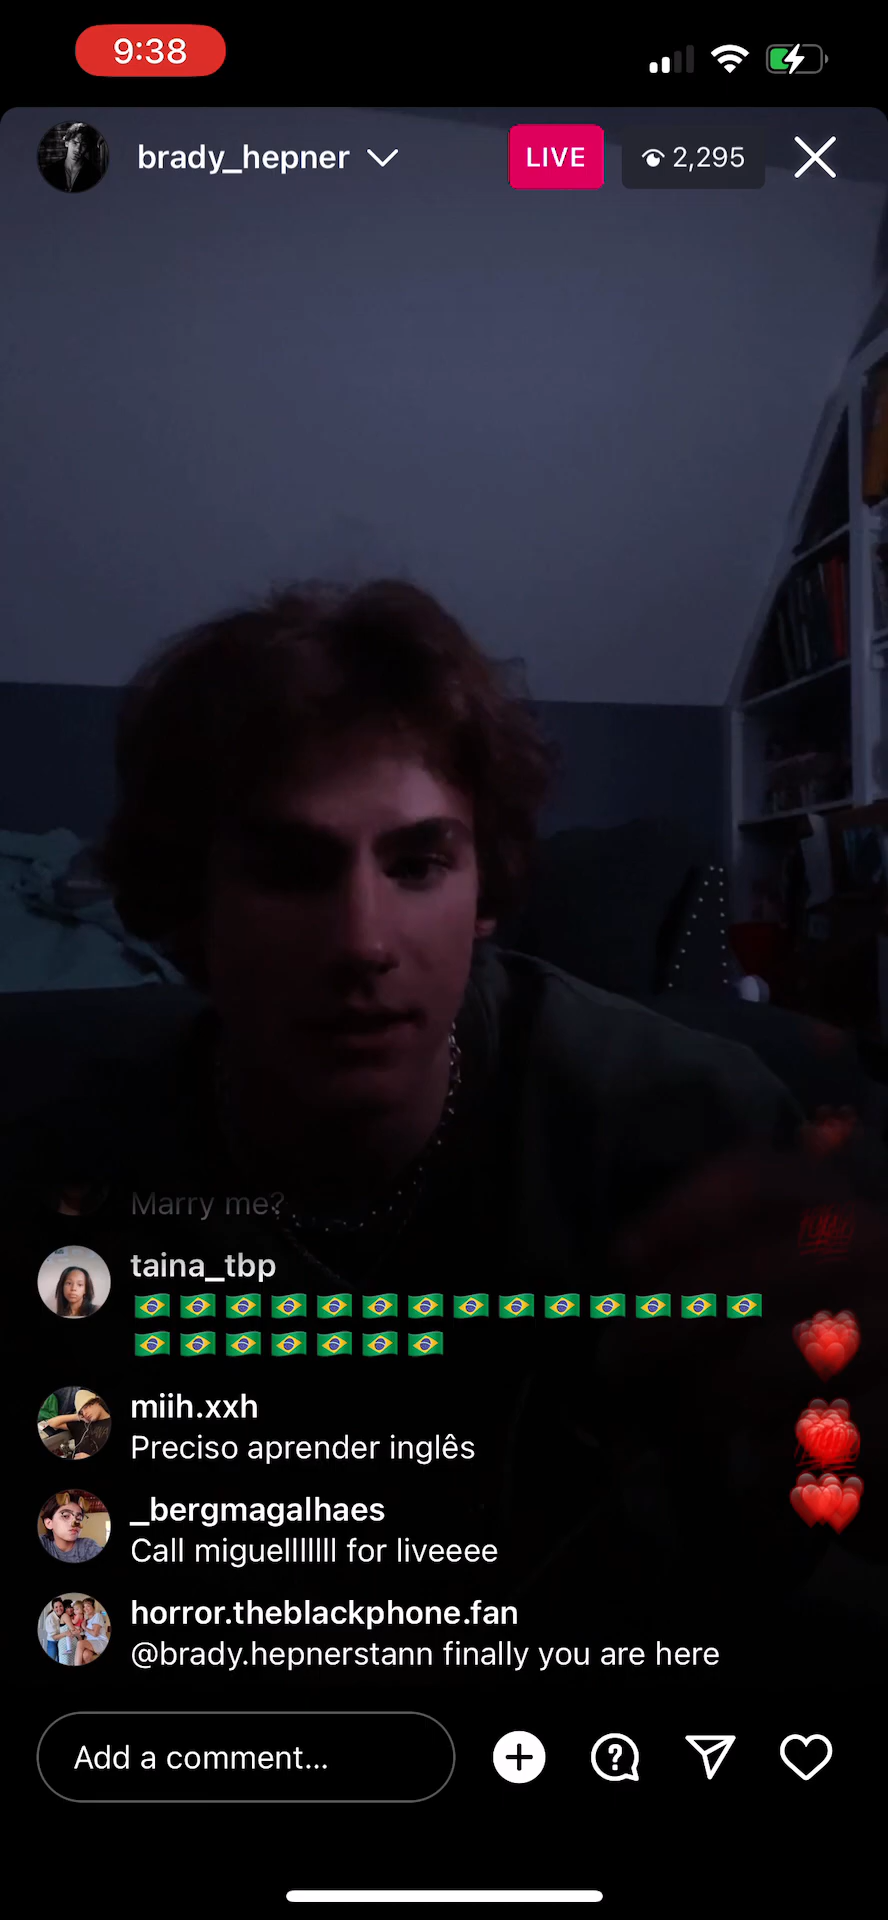 9:38
brady_hepner
LIVE
2,295
Marry me?
taina_tbp
🇧🇷🇧🇷🇧🇷🇧🇷🇧🇷🇧🇷🇧🇷🇧🇷🇧🇷🇧🇷🇧🇷🇧🇷🇧🇷🇧🇷
🇧🇷🇧🇷🇧🇷🇧🇷🇧🇷🇧🇷🇧🇷
miih.xxh
Preciso aprender inglês
_bergmagalhaes
Call miguelllllll for liveeee
horror.theblackphone.fan
@brady.hepnerstann finally you are here
Add a comment...